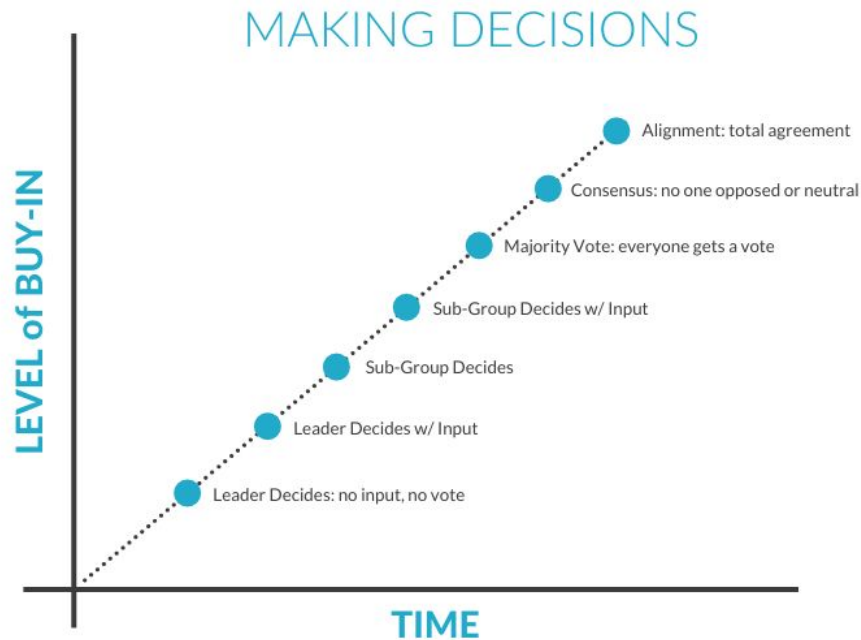 MAKING DECISIONS
LEVEL of BUY-IN
Alignment: total agreement
Consensus: no one opposed or neutral
Majority Vote: everyone gets a vote
Sub-Group Decides w/ Input
Sub-Group Decides
Leader Decides w/ Input
Leader Decides: no input, no vote
TIME